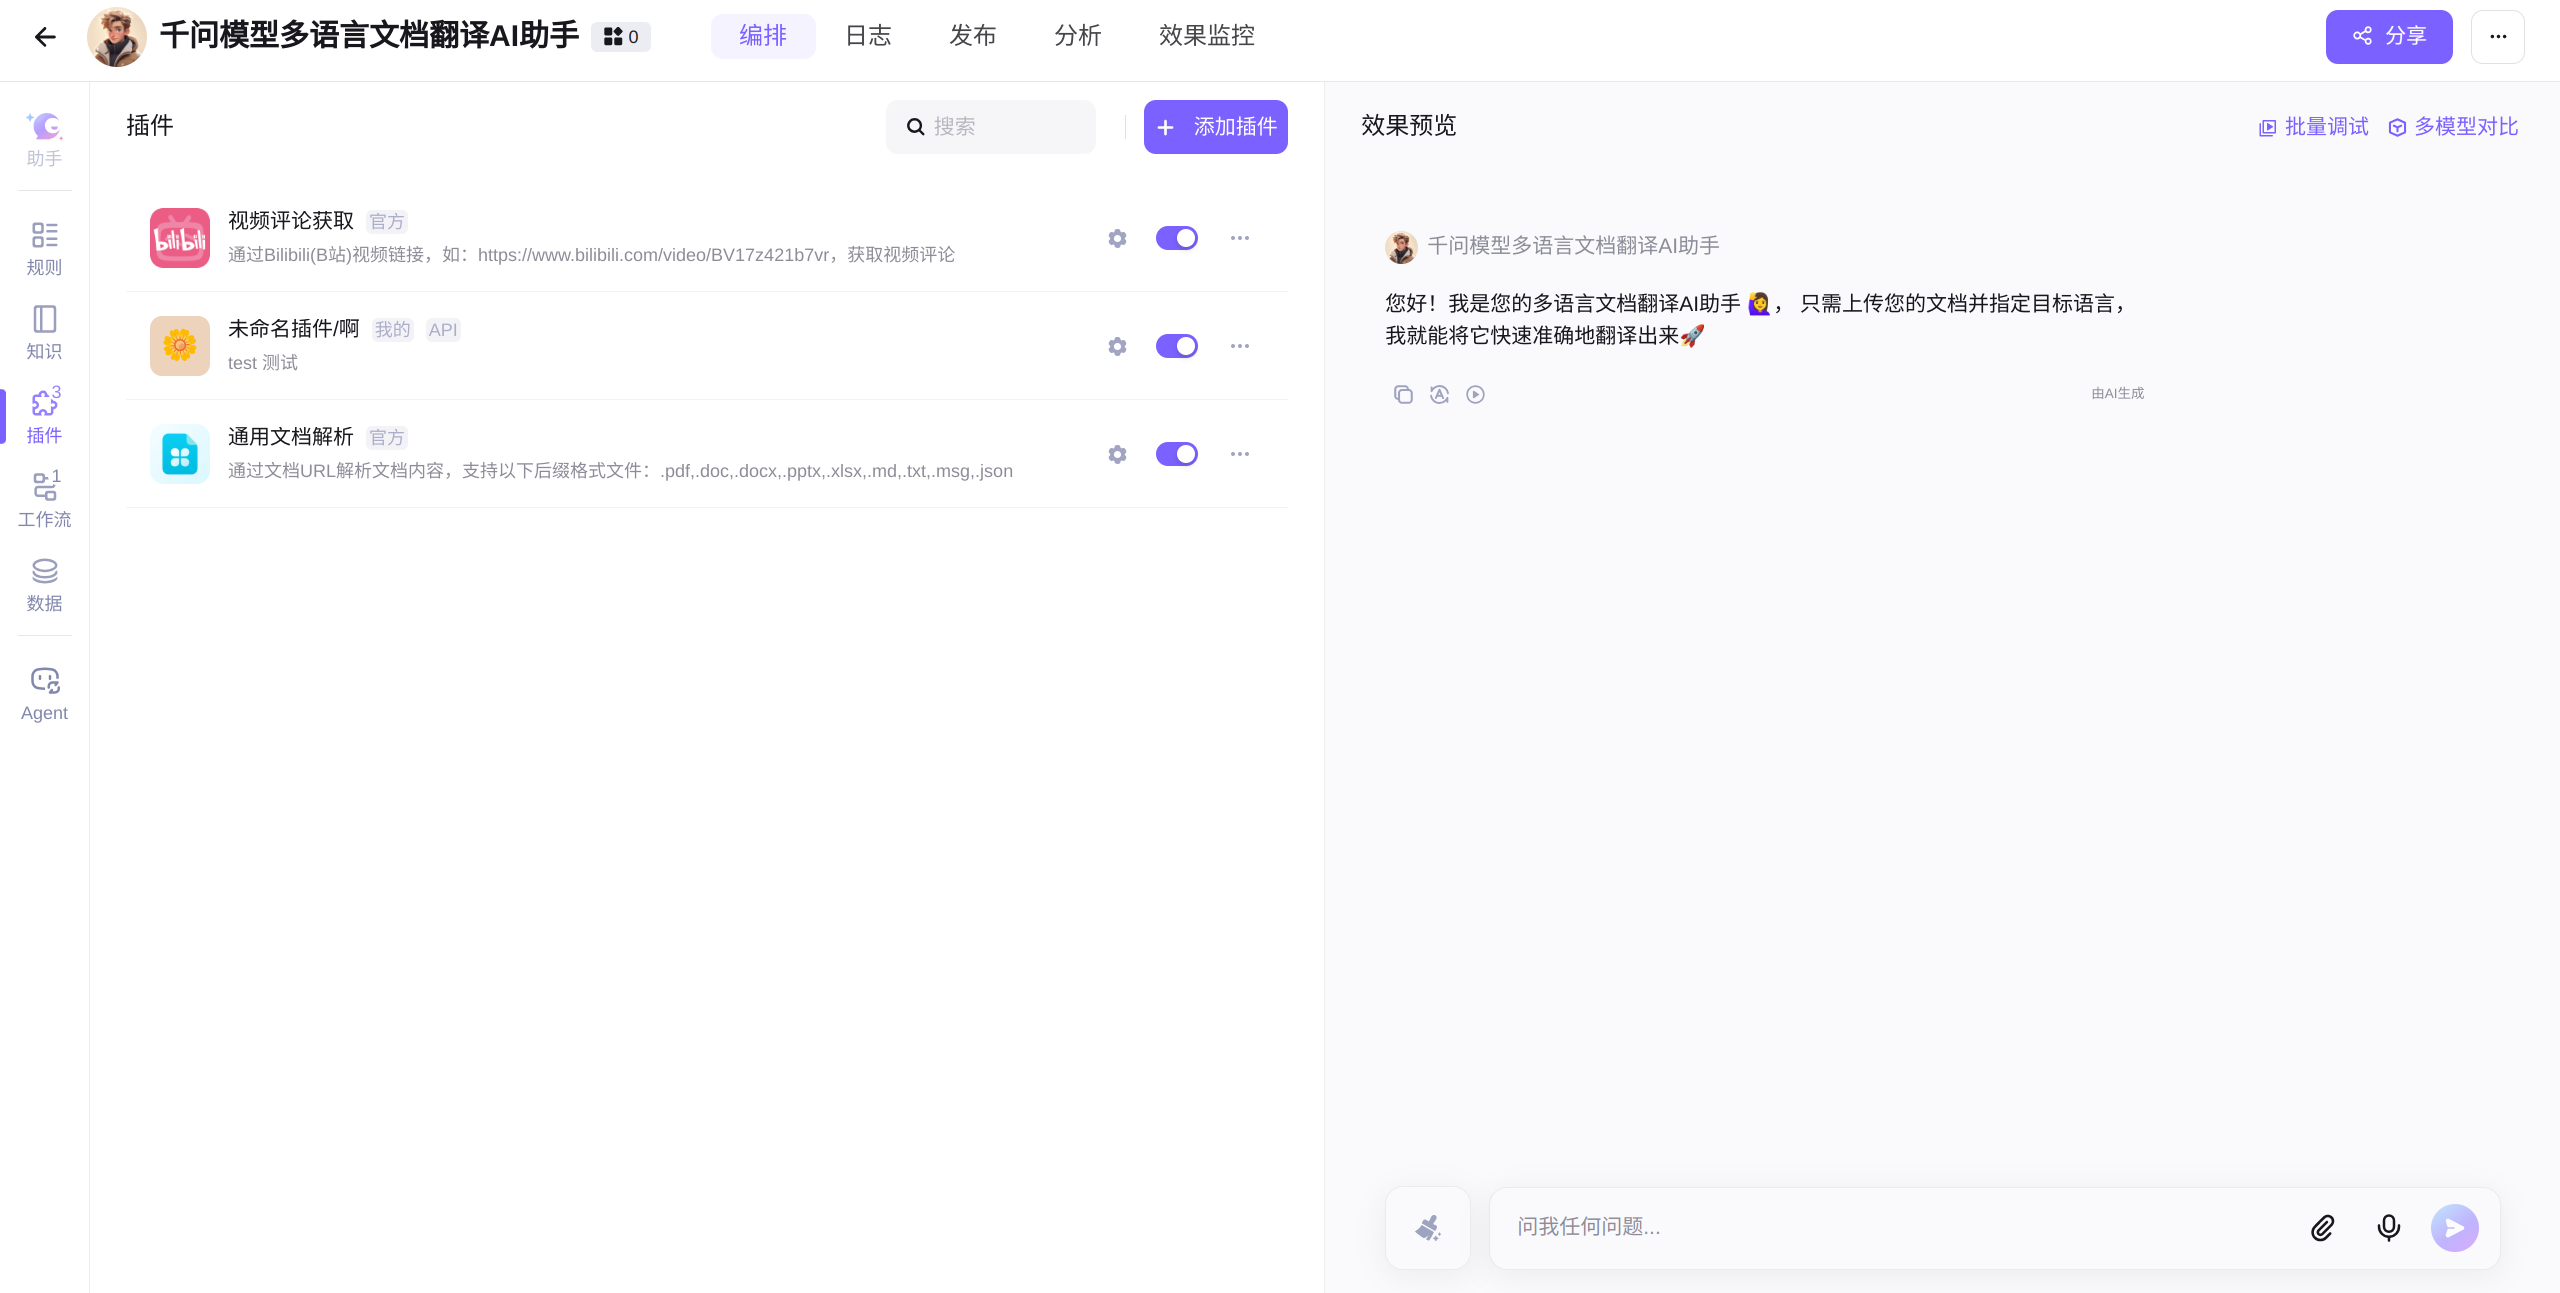 千问模型多语言文档翻译AI助手 0 编排 日志 发布 分析 效果监控 分享
助手
规则
知识
3
插件
1
工作流
数据
Agent
插件 搜索 添加插件
bilibili
视频评论获取 官方
通过Bilibili(B站)视频链接，如：https://www.bilibili.com/video/BV17z421b7vr，获取视频评论
未命名插件/啊 我的 API
test 测试
通用文档解析 官方
通过文档URL解析文档内容，支持以下后缀格式文件：.pdf,.doc,.docx,.pptx,.xlsx,.md,.txt,.msg,.json
效果预览 批量调试 多模型对比
千问模型多语言文档翻译AI助手
您好！我是您的多语言文档翻译AI助手 🙋‍♀️， 只需上传您的文档并指定目标语言，
我就能将它快速准确地翻译出来🚀
由AI生成
问我任何问题...